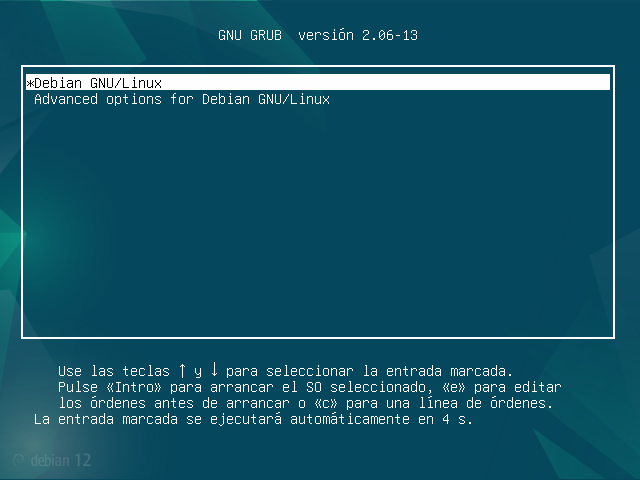 GNU GRUB  versión 2.06-13
*Debian GNU/Linux
Advanced options for Debian GNU/Linux
Use las teclas ↑ y ↓ para seleccionar la entrada marcada.
Pulse «Intro» para arrancar el SO seleccionado, «e» para editar
los órdenes antes de arrancar o «c» para una línea de órdenes.
La entrada marcada se ejecutará automáticamente en 4 s.
debian 12